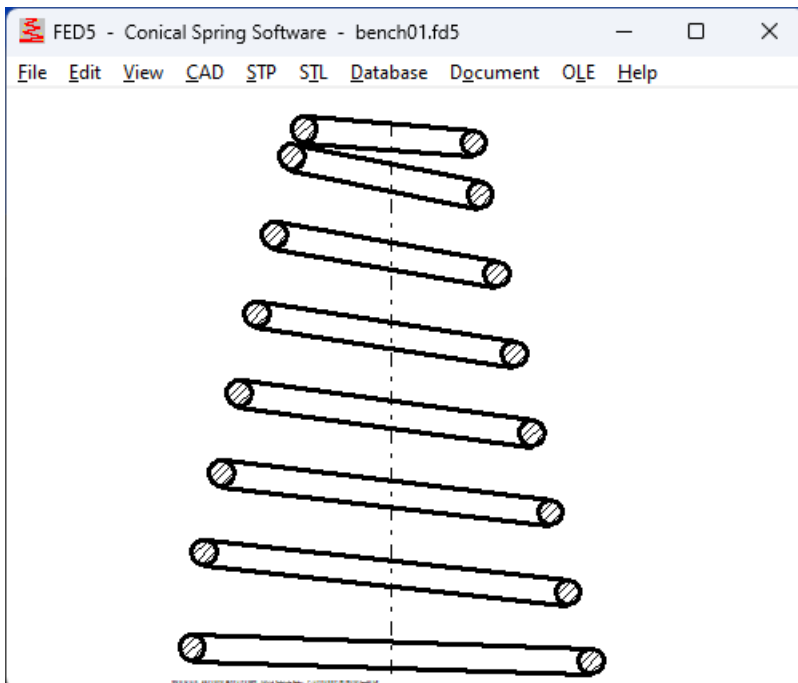 FED5 - Conical Spring Software - bench01.fd5
File Edit View CAD STP STL Database Document OLE Help